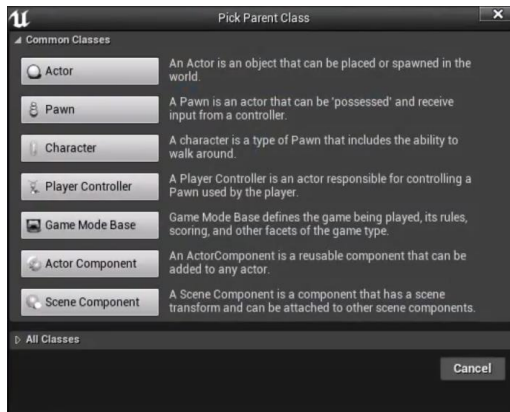 Pick Parent Class
Common Classes
Actor
An Actor is an object that can be placed or spawned in the
world.
Pawn
A Pawn is an actor that can be 'possessed' and receive
input from a controller.
Character
A character is a type of Pawn that includes the ability to
walk around.
Player Controller
A Player Controller is an actor responsible for controlling a
Pawn used by the player.
Game Mode Base
Game Mode Base defines the game being played, its rules,
scoring, and other facets of the game type.
Actor Component
An ActorComponent is a reusable component that can be
added to any actor.
Scene Component
A Scene Component is a component that has a scene
transform and can be attached to other scene components.
All Classes
Cancel